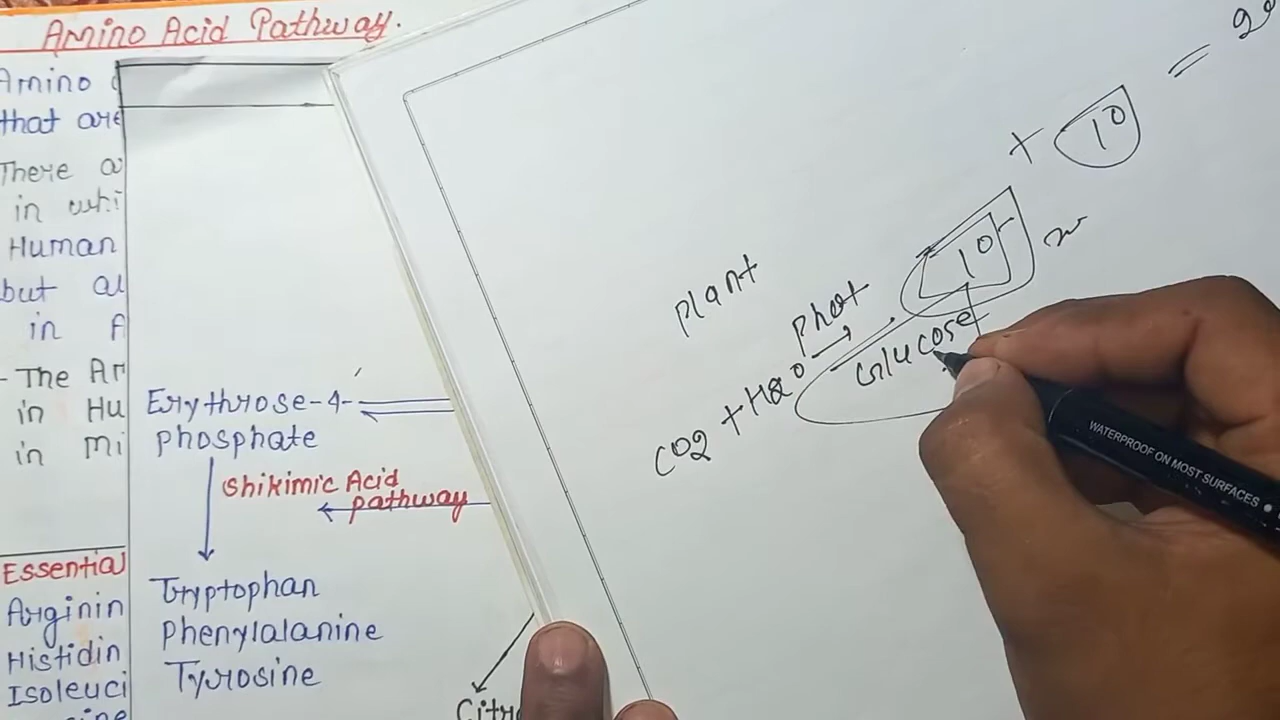 Amino Acid Pathway.
Amino
that are
There a
in whi
Human
but al
in A
- The Ar
in Hu
in mi
Essential
Arginin
Histidin
Isoleuci
Erythrose-4-
phosphate
Shikimic Acid
pathway
Tryptophan
Phenylalanine
Tyrosine
Citr
plant
CO2 + H2O
phot
Glucose
1°
+ 1°
=
WATERPROOF ON MOST SURFACES